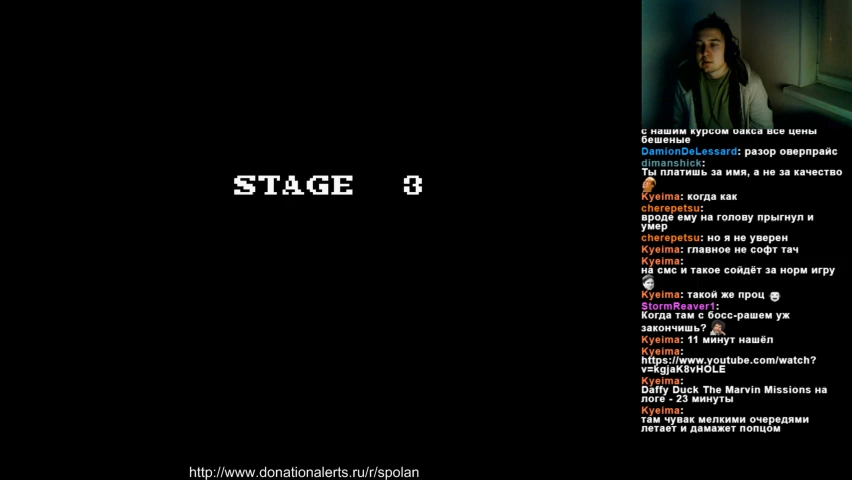 STAGE 3
с нашим курсом бакса все цены
бешеные
DamionDeLessard: разор оверпрайс
dimanshick:
Ты платишь за имя, а не за качество
Kyeima: когда как
cherepetsu:
вроде ему на голову прыгнул и
умер
cherepetsu: но я не уверен
Kyeima: главное не софт тач
Kyeima:
на смс и такое сойдёт за норм игру
Kyeima: такой же проц
StormReaver1:
Когда там с босс-рашем уж
закончишь?
Kyeima: 11 минут нашёл
Kyeima:
https://www.youtube.com/watch?
v=kgjaK8vHOLE
Kyeima:
Daffy Duck The Marvin Missions на
логе - 23 минуты
Kyeima:
там чувак мелкими очередями
летает и дамажет попцом
http://www.donationalerts.ru/r/spolan